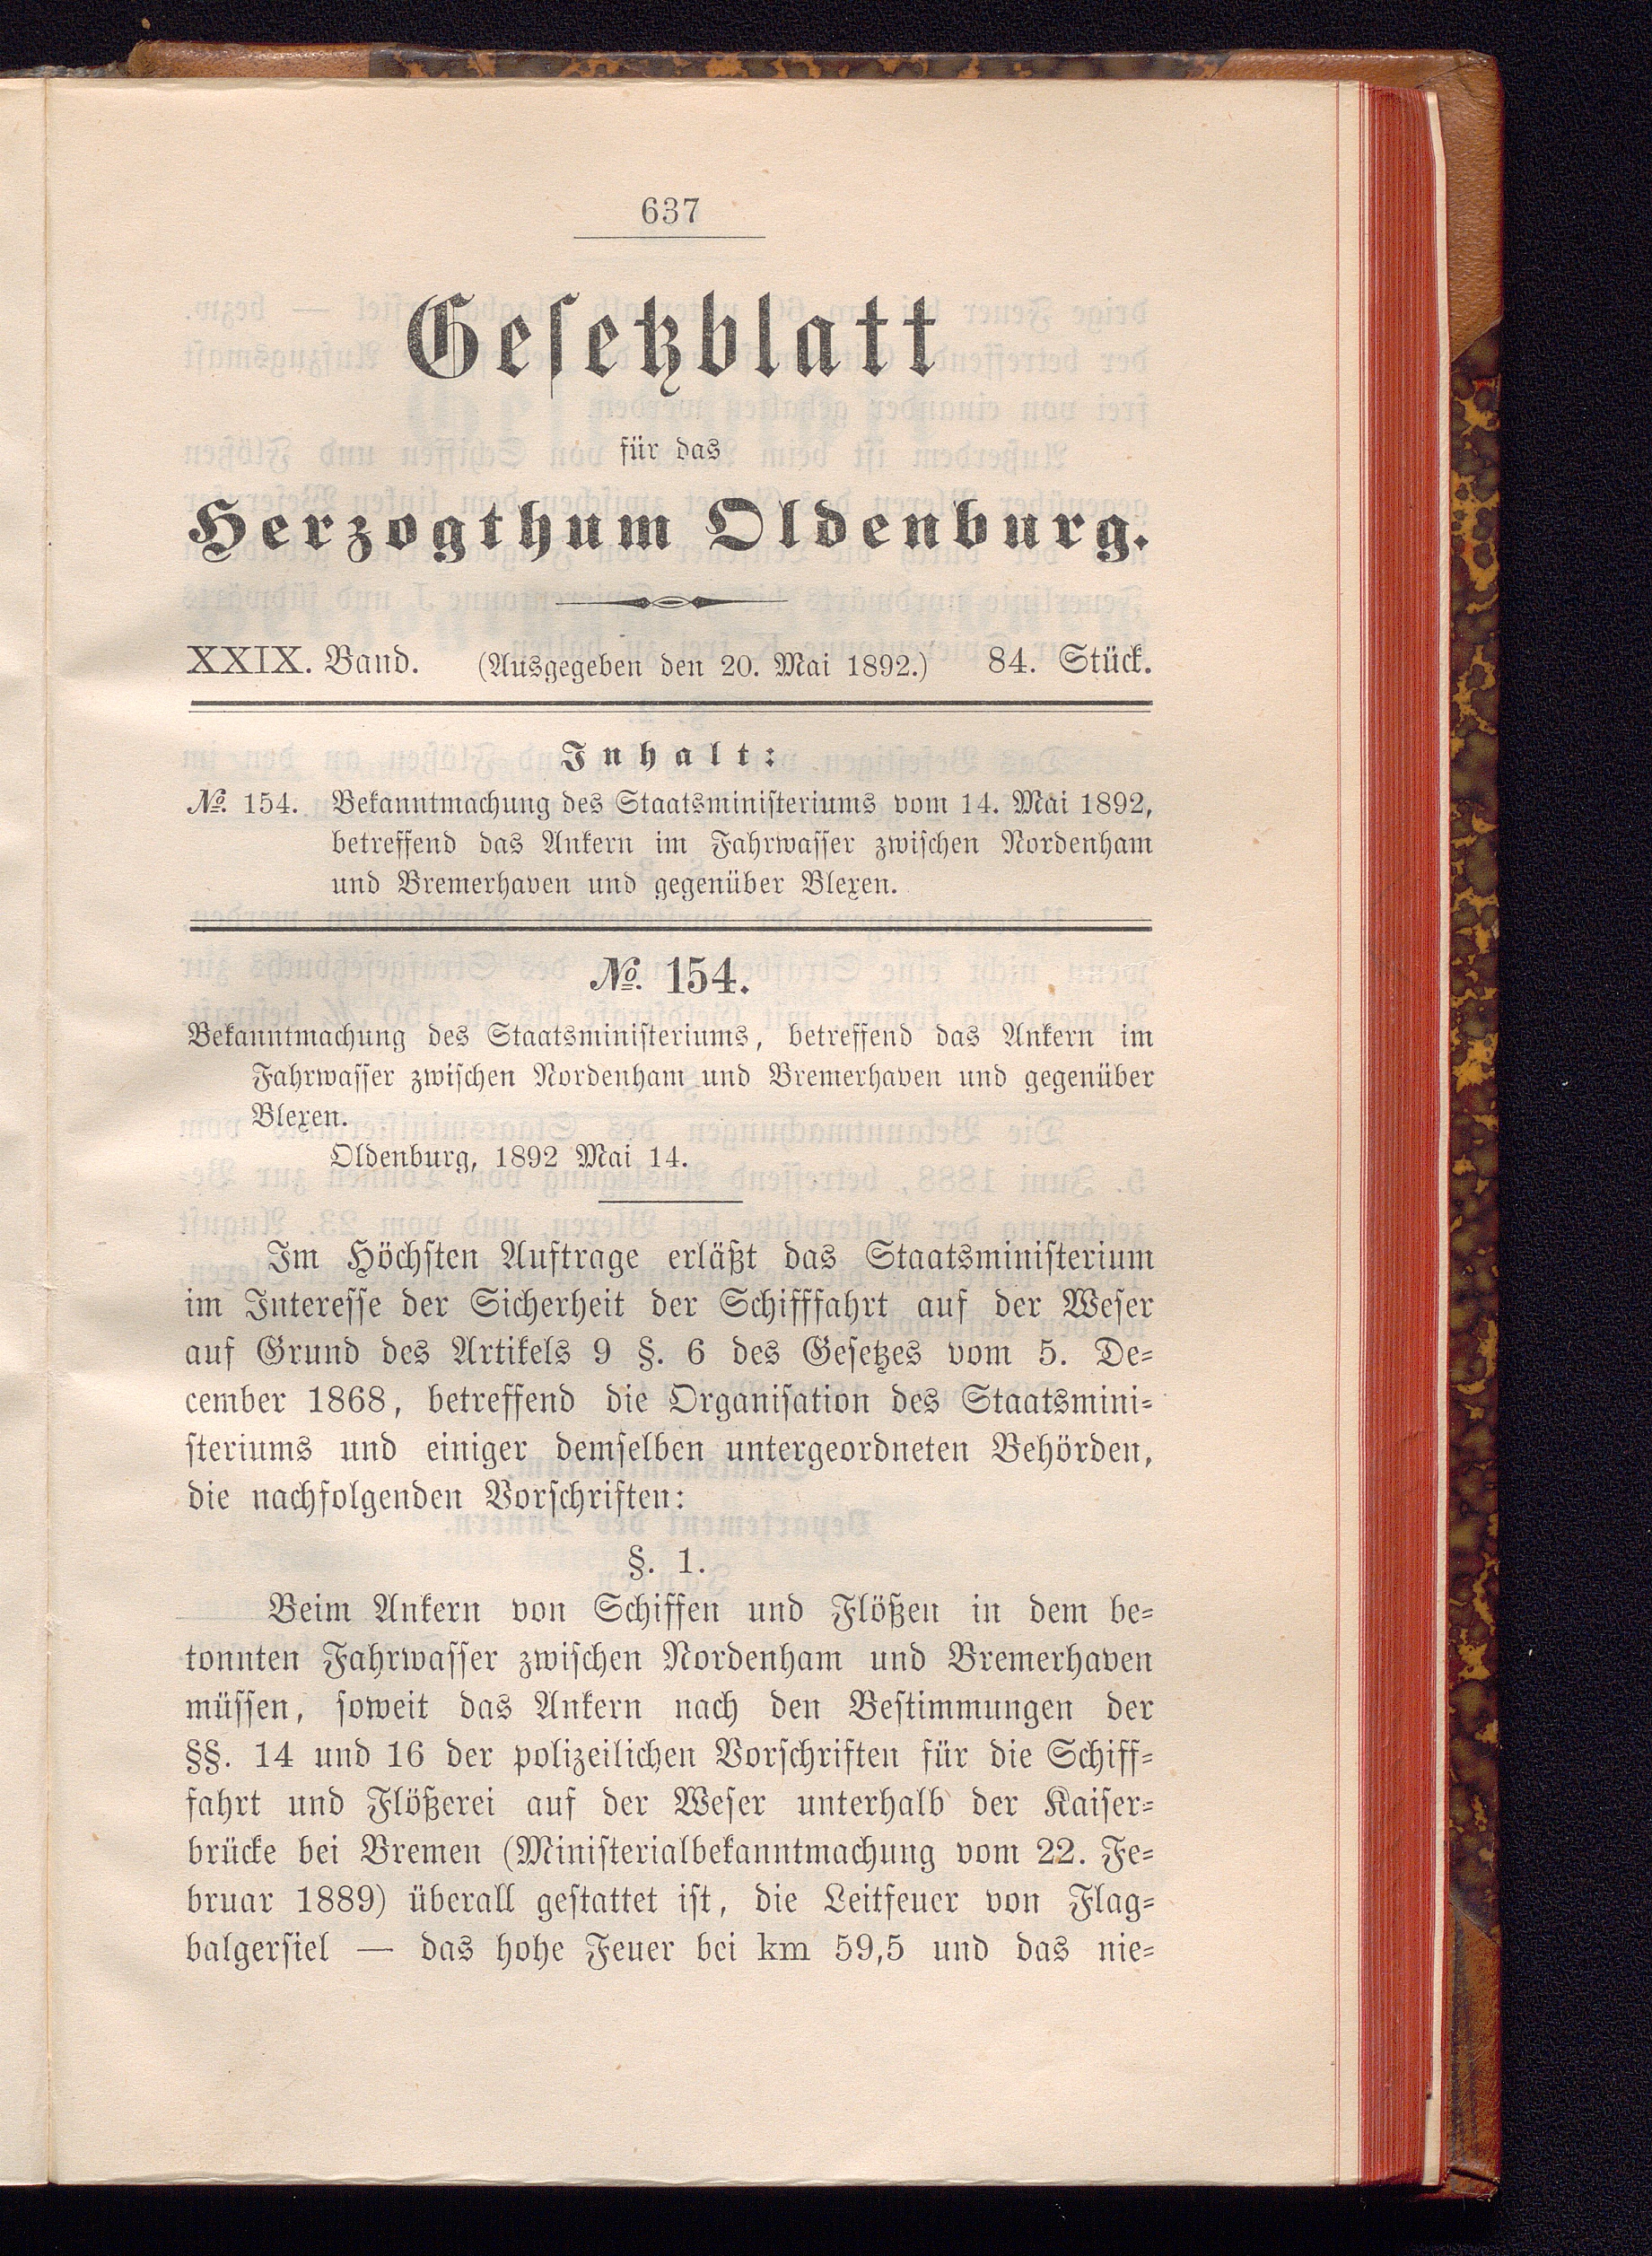 637
Gesetzblatt
für das
Herzogthum Oldenburg.
XXIX. Band. (Ausgegeben den 20. Mai 1892.) 84. Stück.
Inhalt:
№. 154. Bekanntmachung des Staatsministeriums vom 14. Mai 1892,
betreffend das Ankern im Fahrwasser zwischen Nordenham
und Bremerhaven und gegenüber Blexen.
№. 154.
Bekanntmachung des Staatsministeriums, betreffend das Ankern im
Fahrwasser zwischen Nordenham und Bremerhaven und gegenüber
Blexen.
Oldenburg, 1892 Mai 14.
Im Höchsten Auftrage erläßt das Staatsministerium
im Interesse der Sicherheit der Schifffahrt auf der Weser
auf Grund des Artikels 9 §. 6 des Gesetzes vom 5. De-
cember 1868, betreffend die Organisation des Staatsmini-
steriums und einiger demselben untergeordneten Behörden,
die nachfolgenden Vorschriften:
§. 1.
Beim Ankern von Schiffen und Flößen in dem be-
tonnten Fahrwasser zwischen Nordenham und Bremerhaven
müssen, soweit das Ankern nach den Bestimmungen der
§§. 14 und 16 der polizeilichen Vorschriften für die Schiff-
fahrt und Flößerei auf der Weser unterhalb der Kaiser-
brücke bei Bremen (Ministerialbekanntmachung vom 22. Fe-
bruar 1889) überall gestattet ist, die Leitfeuer von Flag-
balgersiel — das hohe Feuer bei km 59,5 und das nie-